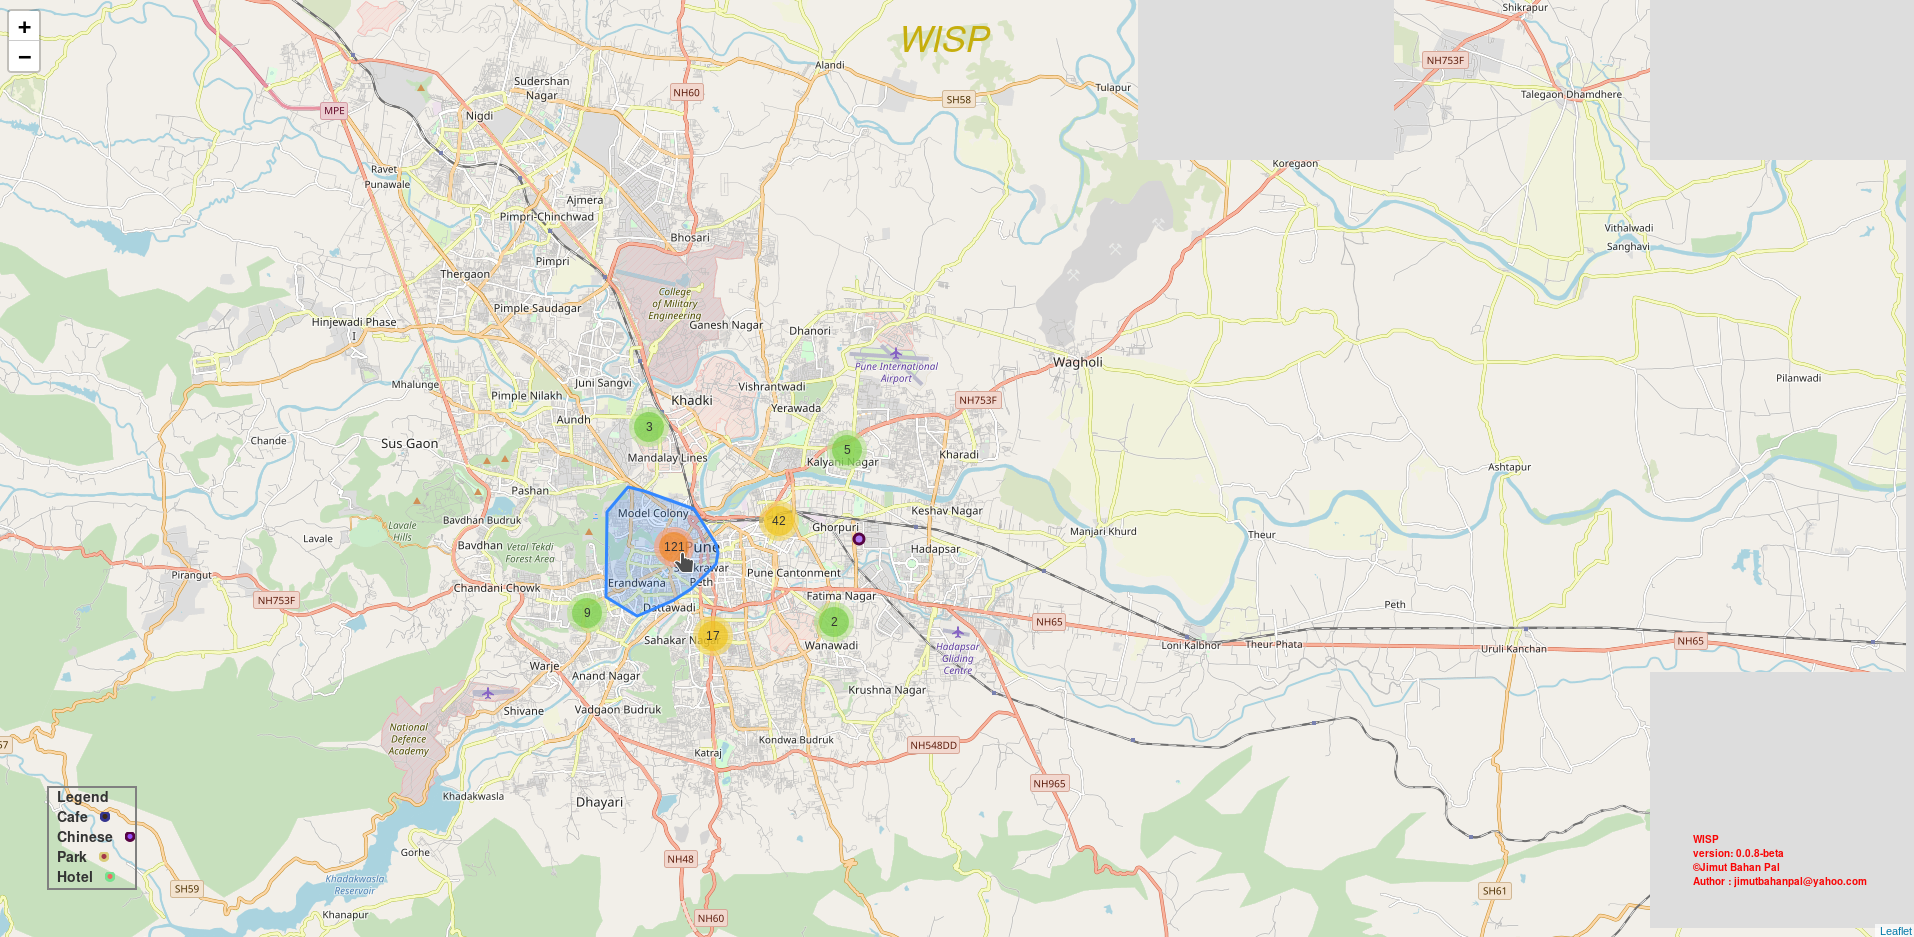 +
−
WISP
Shikrapur
NH753F
Alandi
Sudershan
Nagar
Tulapur
Talegaon Dhamdhere
NH60
SH58
MPE
Nigdi
Ravet
Punawale
Koregaon
Ajmera
Pimpri-Chinchwad
Bhosari
Vithalwadi
Sanghavi
Pimpri
Thergaon
College
of Military
Engineering
Pimple Saudagar
Hinjewadi Phase
I
Ganesh Nagar
Dhanori
Pune International
Airport
Wagholi
Pilanwadi
Mhalunge
Juni Sangvi
Vishrantwadi
Pimple Nilakh
Khadki
Yerawada
NH753F
Aundh
3
Chande
Sus Gaon
5
Mandalay Lines
Kalyani Nagar
Kharadi
Ashtapur
Pashan
Model Colony
42
Keshav Nagar
Bavdhan Budruk
Ghorpuri
Manjari Khurd
Lavale
Hills
Lavale
Theur
Bavdhan
Vetal Tekdi
Forest Area
121
Pune
Hadapsar
Pirangut
Shukrawar
Peth
Pune Cantonment
Erandwana
Chandani Chowk
Fatima Nagar
NH753F
Dattawadi
Peth
9
2
NH65
17
Sahakar Nagar
Wanawadi
Hadapsar
Gliding
Centre
Loni Kalbhor
Theur Phata
Uruli Kanchan
NH65
Warje
Anand Nagar
Krushna Nagar
Shivane
Vadgaon Budruk
National
Defence
Academy
Kondwa Budruk
Katraj
NH548DD
57
NH965
Khadakwasla
Dhayari
Legend
Cafe
Chinese
Park
Hotel
Gorhe
NH48
Khadakwasla
Reservoir
SH59
Khanapur
NH60
SH61
WISP
version: 0.0.8-beta
©Jimut Bahan Pal
Author : jimutbahanpal@yahoo.com
Leaflet